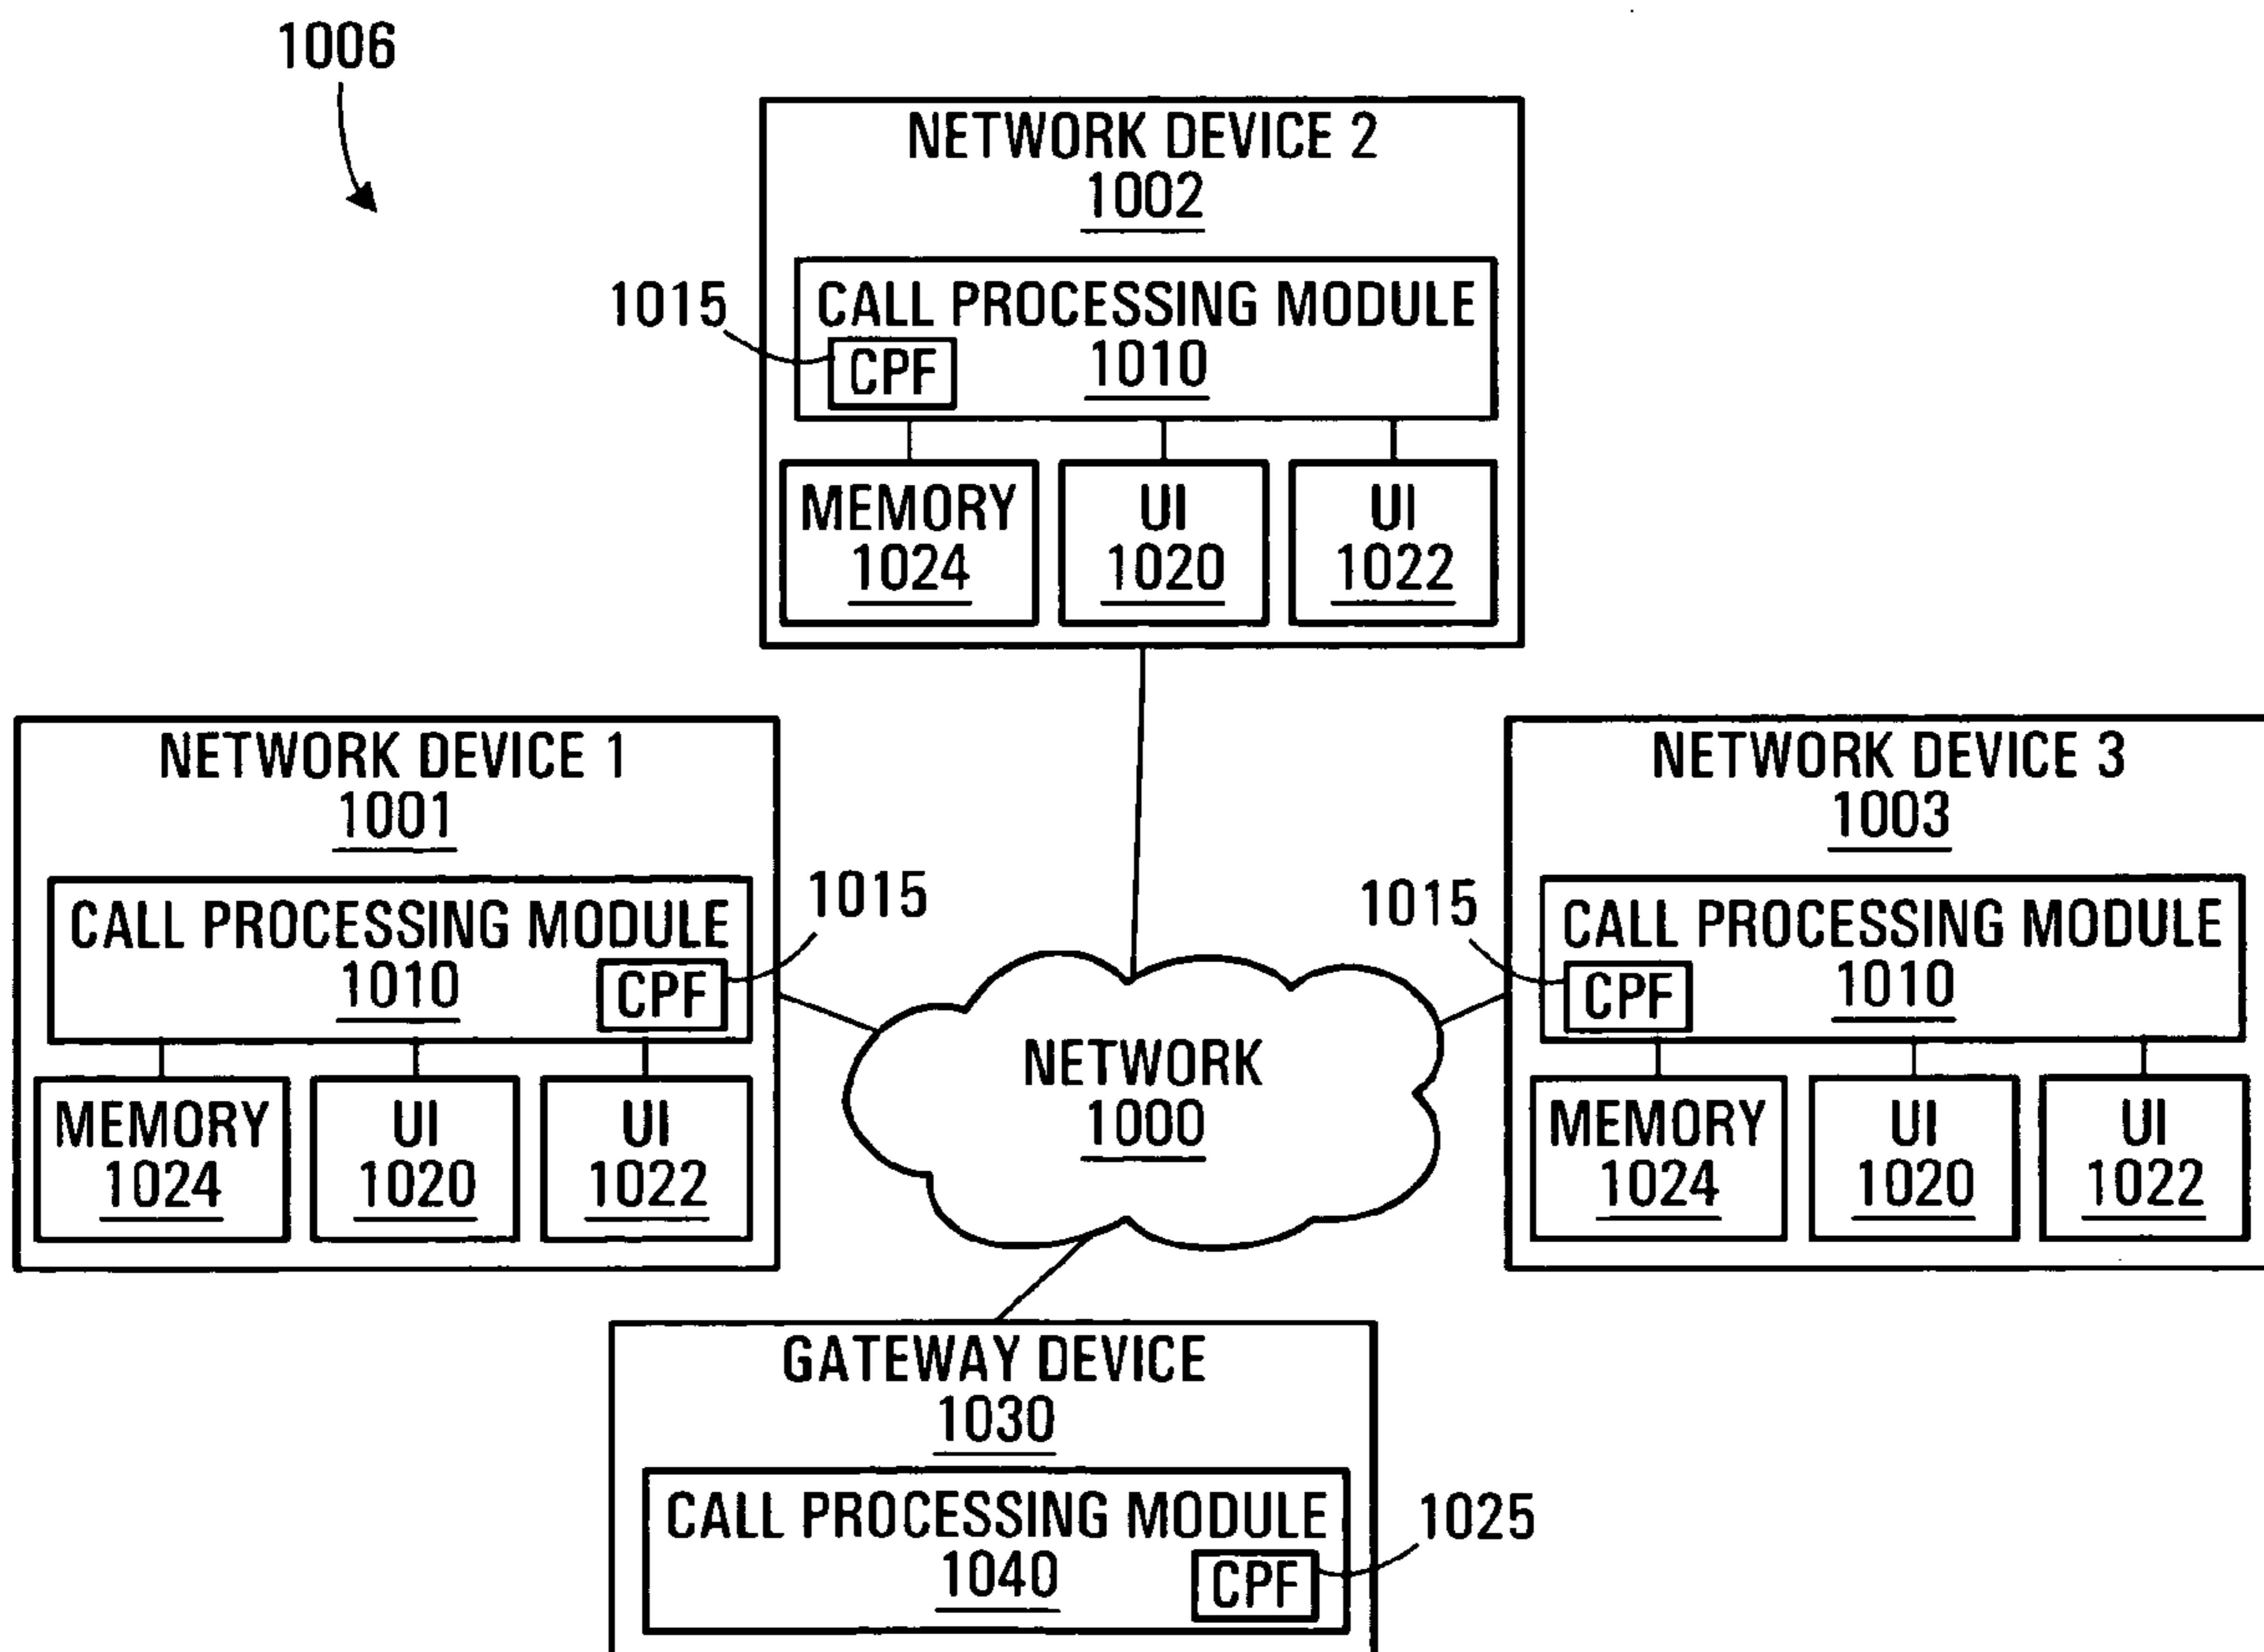 1006
NETWORK DEVICE 2
1002
1015
CALL PROCESSING MODULE
CPF
1010
MEMORY
1024
UI
1020
UI
1022
NETWORK DEVICE 1
1001
CALL PROCESSING MODULE
1010
CPF
1015
MEMORY
1024
UI
1020
UI
1022
NETWORK DEVICE 3
1003
1015
CALL PROCESSING MODULE
CPF
1010
MEMORY
1024
UI
1020
UI
1022
NETWORK
1000
GATEWAY DEVICE
1030
CALL PROCESSING MODULE
1040
CPF
1025